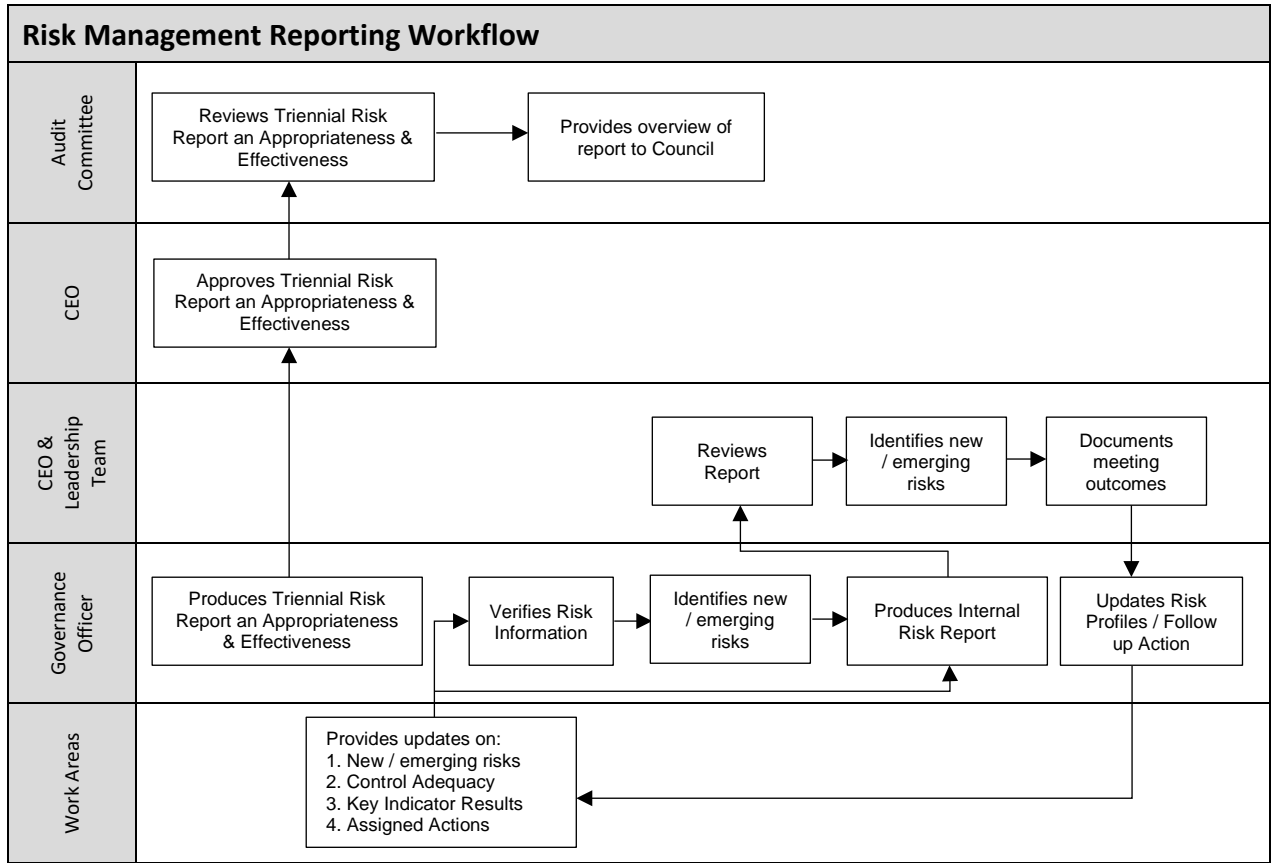 Risk Management Reporting Workflow
Audit
Committee
Reviews Triennial Risk
Report an Appropriateness &
Effectiveness
Provides overview of
report to Council
CEO
Approves Triennial Risk
Report an Appropriateness &
Effectiveness
CEO &
Leadership
Team
Reviews
Report
Identifies new
/ emerging
risks
Documents
meeting
outcomes
Governance
Officer
Produces Triennial Risk
Report an Appropriateness
& Effectiveness
Verifies Risk
Information
Identifies new
/ emerging
risks
Produces Internal
Risk Report
Updates Risk
Profiles / Follow
up Action
Work Areas
Provides updates on:
1. New / emerging risks
2. Control Adequacy
3. Key Indicator Results
4. Assigned Actions